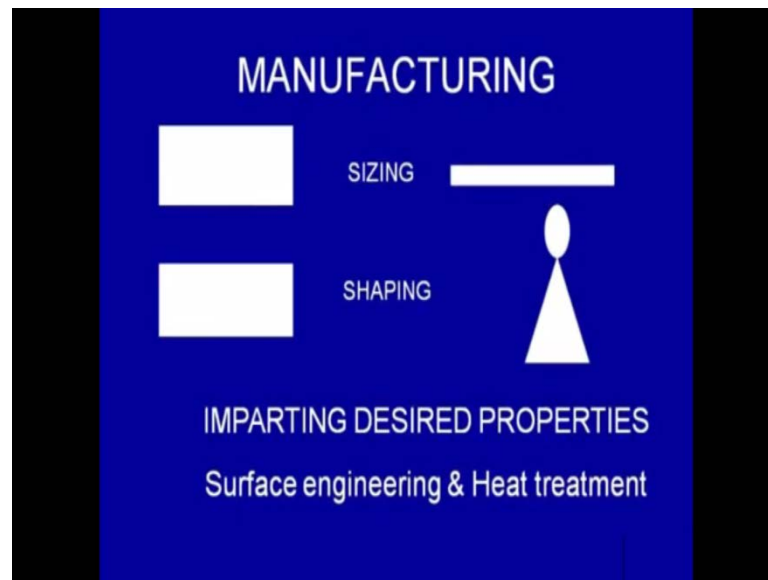 MANUFACTURING
SIZING
SHAPING
IMPARTING DESIRED PROPERTIES
Surface engineering & Heat treatment